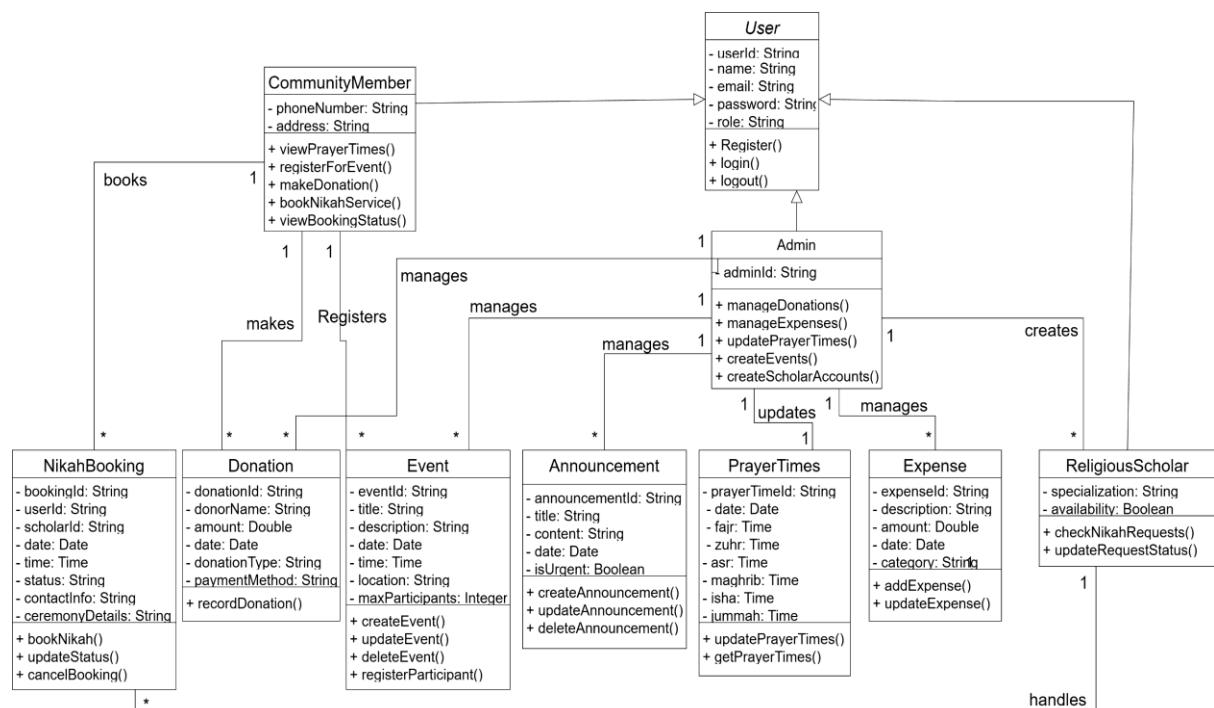 User
- userId: String
- name: String
- email: String
- password: String
- role: String
+ Register()
+ login()
+ logout()
CommunityMember
- phoneNumber: String
- address: String
+ viewPrayerTimes()
+ registerForEvent()
+ makeDonation()
+ bookNikahService()
+ viewBookingStatus()
books
1
1
1
makes
Registers
manages
1
Admin
- adminId: String
+ manageDonations()
+ manageExpenses()
+ updatePrayerTimes()
+ createEvents()
+ createScholarAccounts()
manages
1
manages
1
1
creates
1
updates
1
1
manages
*
*
*
*
*
*
*
*
NikahBooking
- bookingId: String
- userId: String
- scholarId: String
- date: Date
- time: Time
- status: String
- contactInfo: String
- ceremonyDetails: String
+ bookNikah()
+ updateStatus()
+ cancelBooking()
*
Donation
- donationId: String
- donorName: String
- amount: Double
- date: Date
- donationType: String
- paymentMethod: String
+ recordDonation()
Event
- eventId: String
- title: String
- description: String
- date: Date
- time: Time
- location: String
- maxParticipants: Integer
+ createEvent()
+ updateEvent()
+ deleteEvent()
+ registerParticipant()
Announcement
- announcementId: String
- title: String
- content: String
- date: Date
- isUrgent: Boolean
+ createAnnouncement()
+ updateAnnouncement()
+ deleteAnnouncement()
PrayerTimes
- prayerTimeId: String
- date: Date
- fajr: Time
- zuhr: Time
- asr: Time
- maghrib: Time
- isha: Time
- jummah: Time
+ updatePrayerTimes()
+ getPrayerTimes()
Expense
- expenseId: String
- description: String
- amount: Double
- date: Date
- category: String
1
+ addExpense()
+ updateExpense()
ReligiousScholar
- specialization: String
- availability: Boolean
+ checkNikahRequests()
+ updateRequestStatus()
1
handles